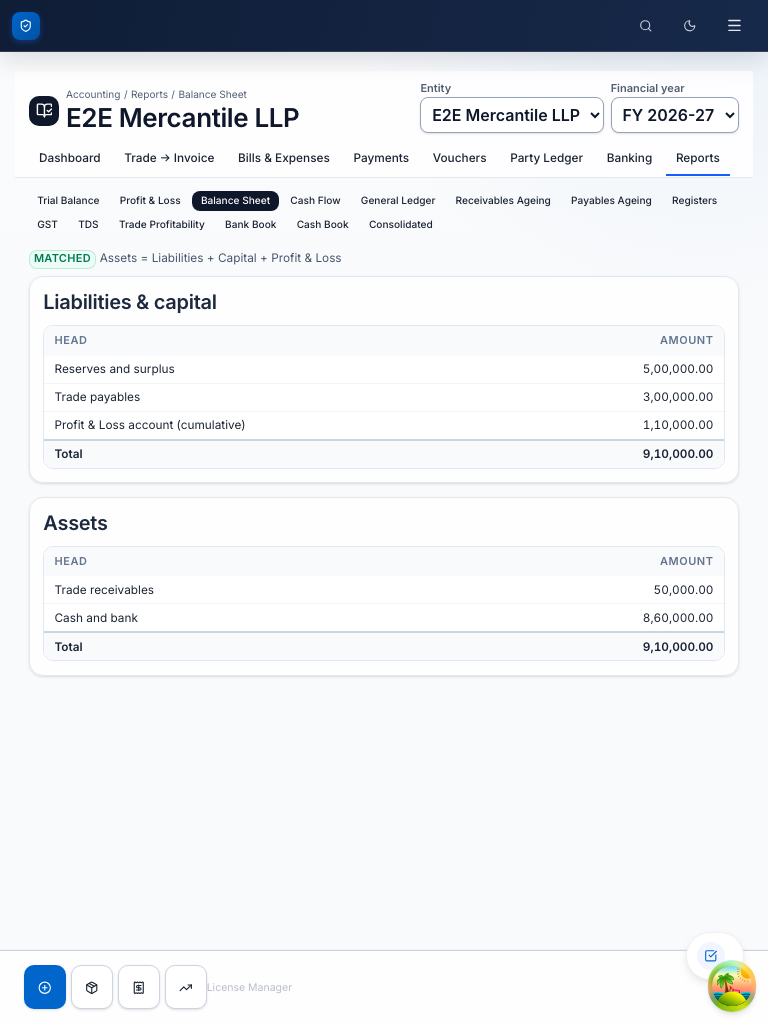 Accounting / Reports / Balance Sheet
E2E Mercantile LLP
Entity
E2E Mercantile LLP
Financial year
FY 2026-27
Dashboard Trade → Invoice Bills & Expenses Payments Vouchers Party Ledger Banking Reports
Trial Balance Profit & Loss Balance Sheet Cash Flow General Ledger Receivables Ageing Payables Ageing Registers
GST TDS Trade Profitability Bank Book Cash Book Consolidated
MATCHED Assets = Liabilities + Capital + Profit & Loss
Liabilities & capital
HEAD AMOUNT
Reserves and surplus 5,00,000.00
Trade payables 3,00,000.00
Profit & Loss account (cumulative) 1,10,000.00
Total 9,10,000.00
Assets
HEAD AMOUNT
Trade receivables 50,000.00
Cash and bank 8,60,000.00
Total 9,10,000.00
License Manager